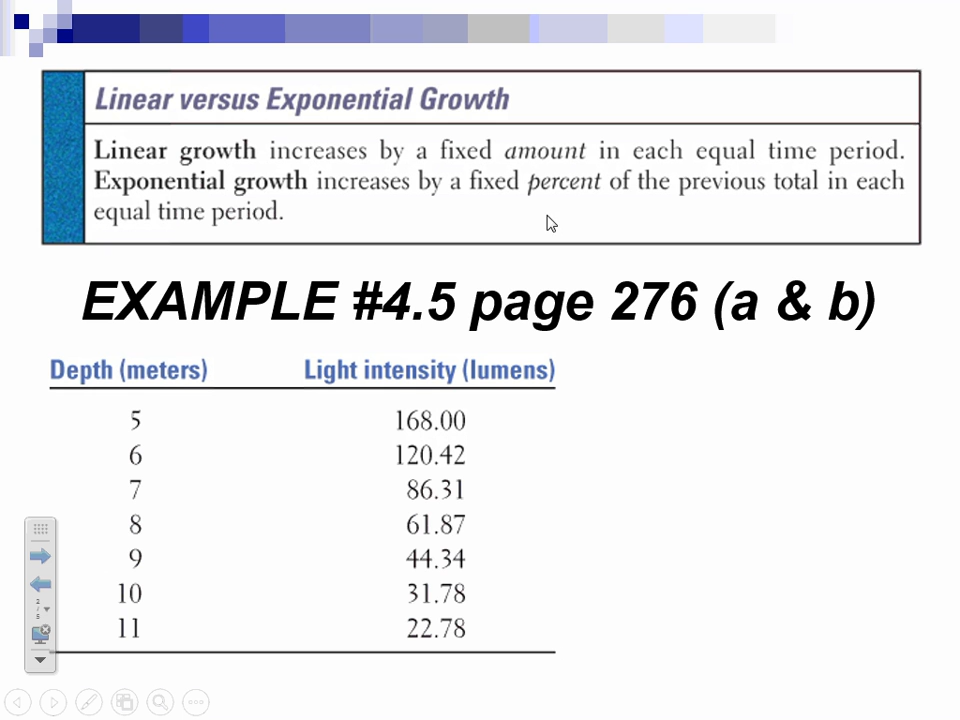 Linear versus Exponential Growth
Linear growth increases by a fixed amount in each equal time period.
Exponential growth increases by a fixed percent of the previous total in each
equal time period.
EXAMPLE #4.5 page 276 (a & b)
Depth (meters) Light intensity (lumens)
5 168.00
6 120.42
7 86.31
8 61.87
9 44.34
10 31.78
11 22.78
2
/
5